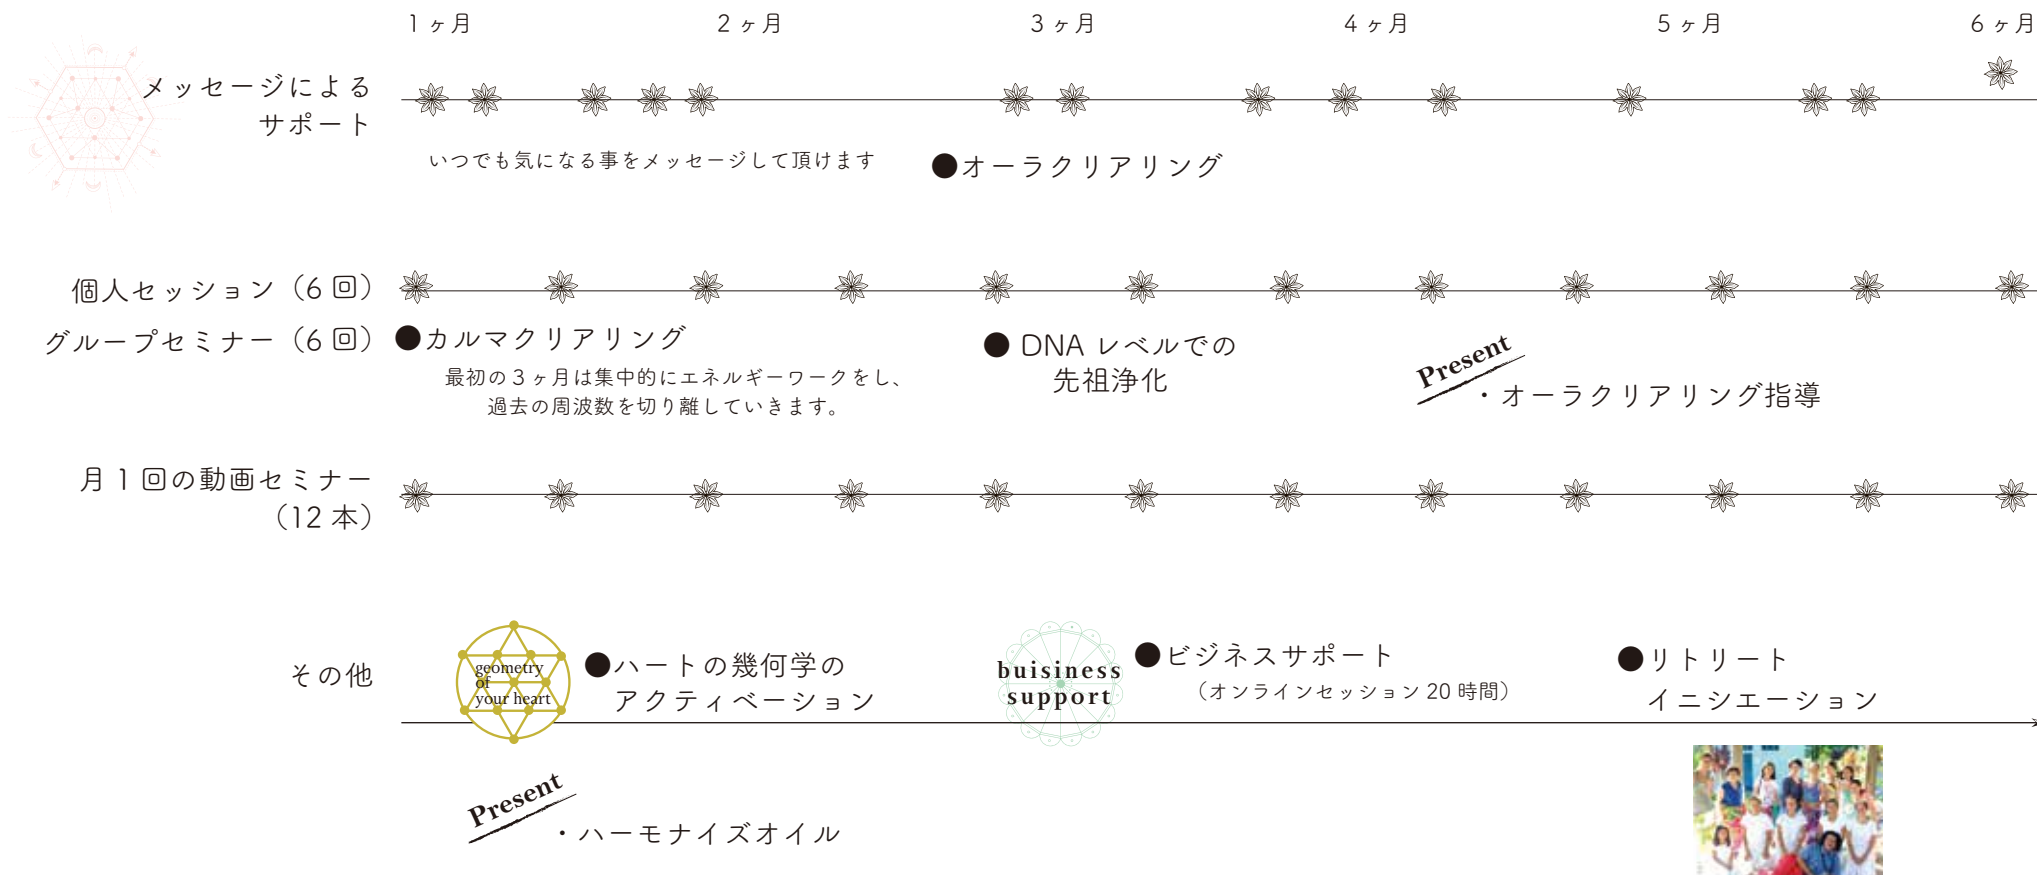 1 ヶ月
2 ヶ月
3 ヶ月
4 ヶ月
5 ヶ月
6 ヶ月
メッセージによる
サポート
いつでも気になる事をメッセージして頂けます
●オーラクリアリング
個人セッション（6 回）
グループセミナー（6 回）
●カルマクリアリング
最初の３ヶ月は集中的にエネルギーワークをし、
過去の周波数を切り離していきます。
● DNA レベルでの
先祖浄化
Present
・オーラクリアリング指導
月 1 回の動画セミナー
（12 本）
その他
geometry
of
your heart
●ハートの幾何学の
アクティベーション
buisiness
support
●ビジネスサポート
（オンラインセッション 20 時間）
●リトリート
イニシエーション
Present
・ハーモナイズオイル